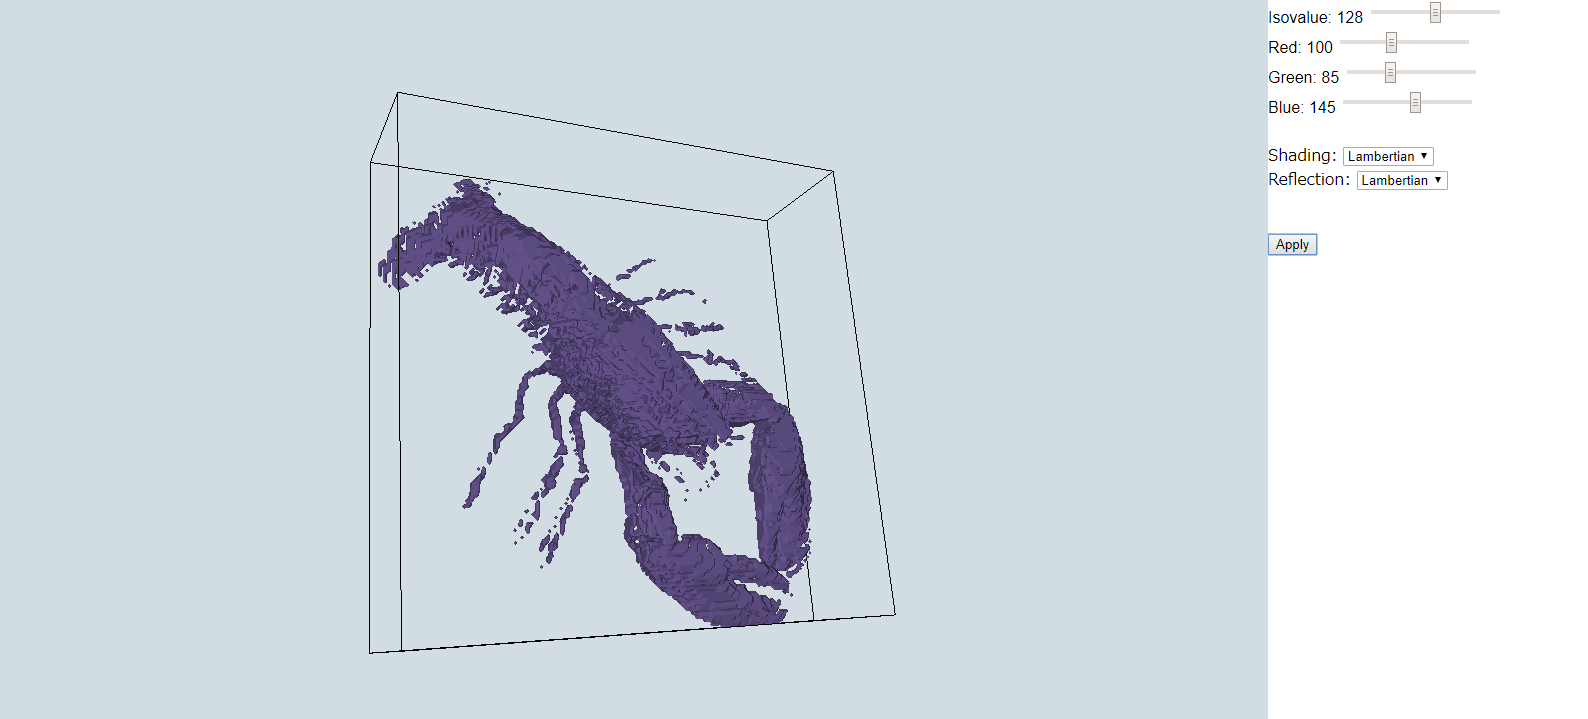 Isovalue: 128
Red: 100
Green: 85
Blue: 145
Shading: Lambertian
Reflection: Lambertian
Apply